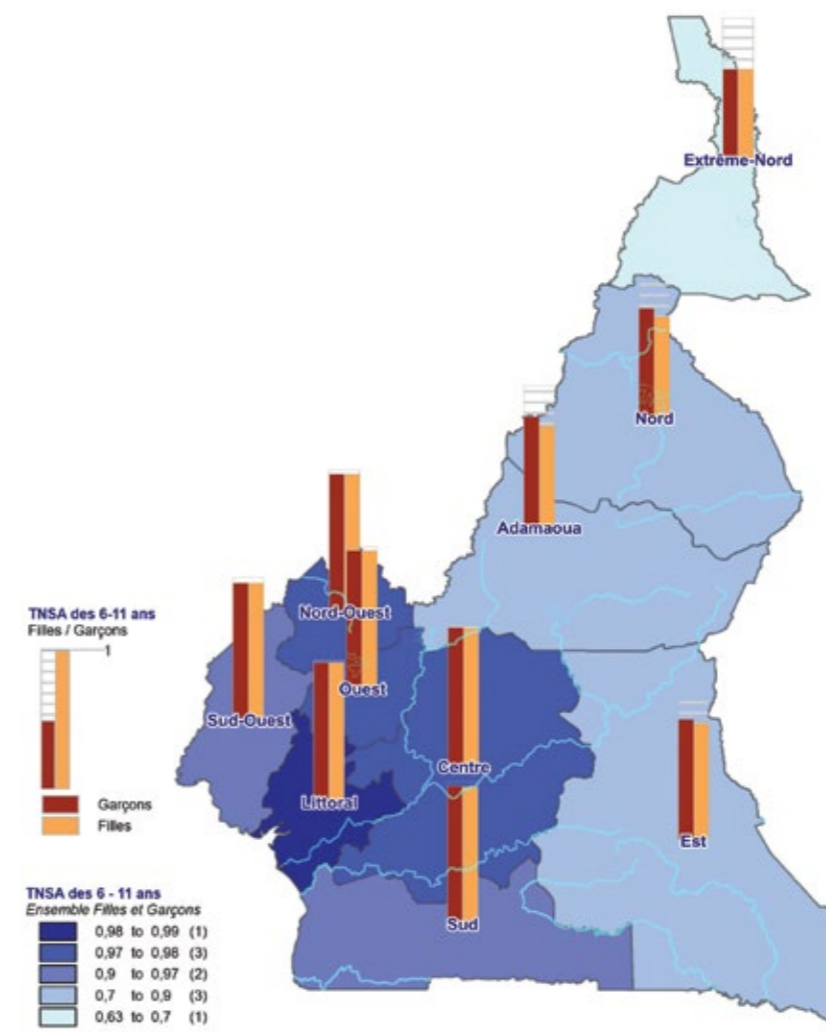 Extrême-Nord
Nord
Adamaoua
Nord-Ouest
Ouest
Sud-Ouest
Littoral
Centre
Est
Sud
TNSA des 6-11 ans
Filles / Garçons
1
Garçons
Filles
TNSA des 6 - 11 ans
Ensemble Filles et Garçons
0,98 to 0,99 (1)
0,97 to 0,98 (3)
0,9 to 0,97 (2)
0,7 to 0,9 (3)
0,63 to 0,7 (1)